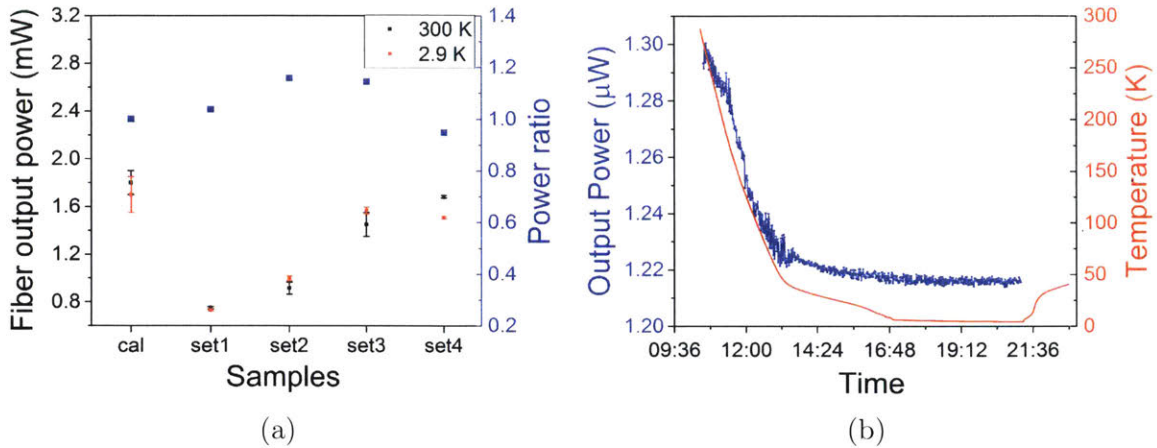 Fiber output power (mW)
3.2
2.8
2.4
2.0
1.6
1.2
0.8
300 K
2.9 K
1.4
1.2
1.0
0.8
0.6
0.4
0.2
Power ratio
cal set1 set2 set3 set4
Samples
(a)
Output Power (μW)
1.30
1.28
1.26
1.24
1.22
1.20
300
250
200
150
100
50
0
Temperature (K)
09:36 12:00 14:24 16:48 19:12 21:36
Time
(b)